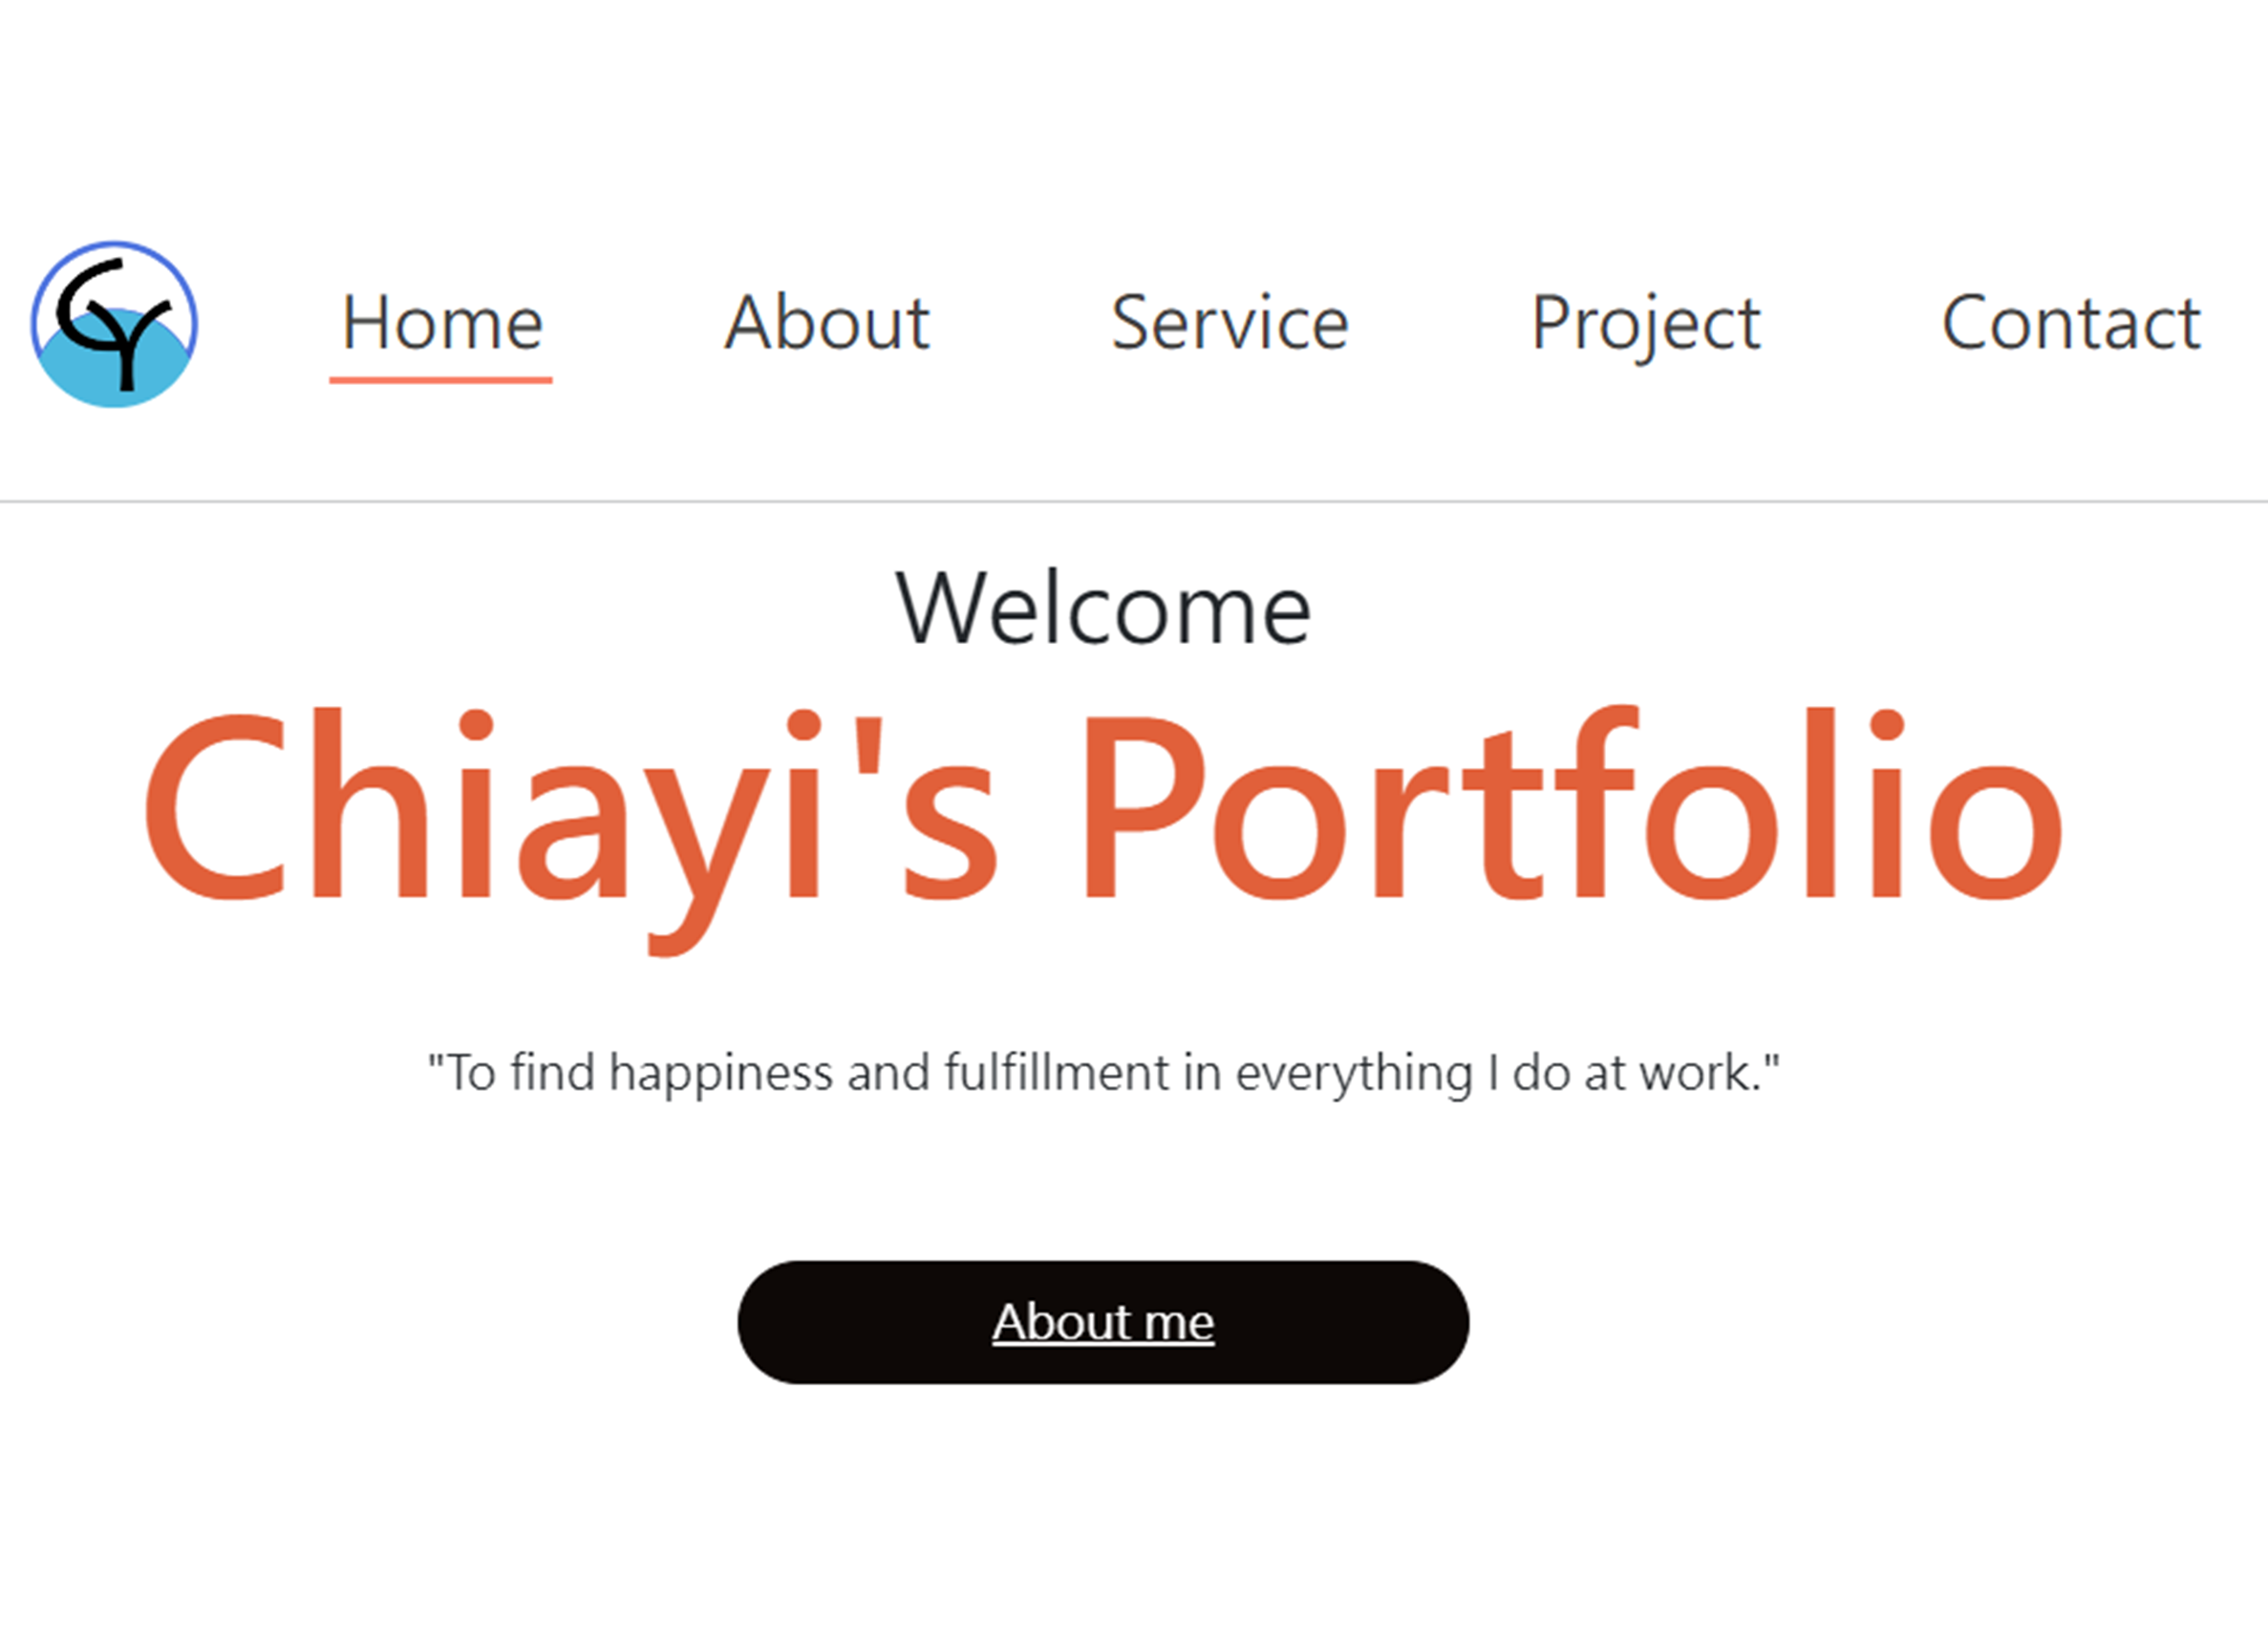 CY
Home About Service Project Contact
Welcome
Chiayi's Portfolio
"To find happiness and fulfillment in everything I do at work."
About me